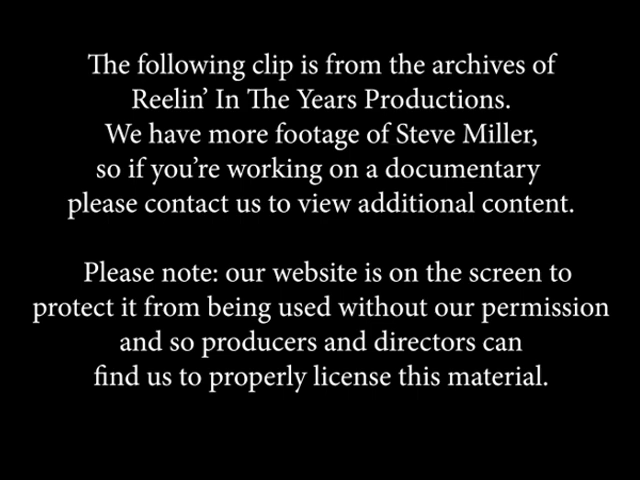 The following clip is from the archives of
Reelin’ In The Years Productions.
We have more footage of Steve Miller,
so if you’re working on a documentary
please contact us to view additional content.
Please note: our website is on the screen to
protect it from being used without our permission
and so producers and directors can
find us to properly license this material.